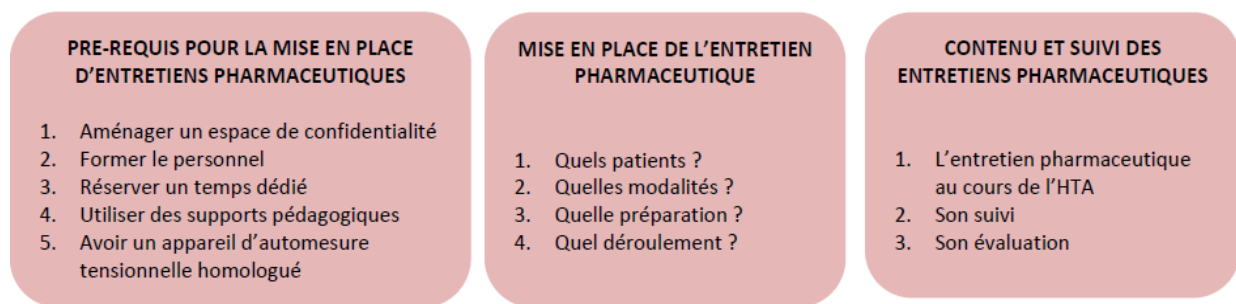 PRE-REQUIS POUR LA MISE EN PLACE
D’ENTRETIENS PHARMACEUTIQUES
1. Aménager un espace de confidentialité
2. Former le personnel
3. Réserver un temps dédié
4. Utiliser des supports pédagogiques
5. Avoir un appareil d’automesure
tensionnelle homologué
MISE EN PLACE DE L’ENTRETIEN
PHARMACEUTIQUE
1. Quels patients ?
2. Quelles modalités ?
3. Quelle préparation ?
4. Quel déroulement ?
CONTENU ET SUIVI DES
ENTRETIENS PHARMACEUTIQUES
1. L’entretien pharmaceutique
au cours de l’HTA
2. Son suivi
3. Son évaluation